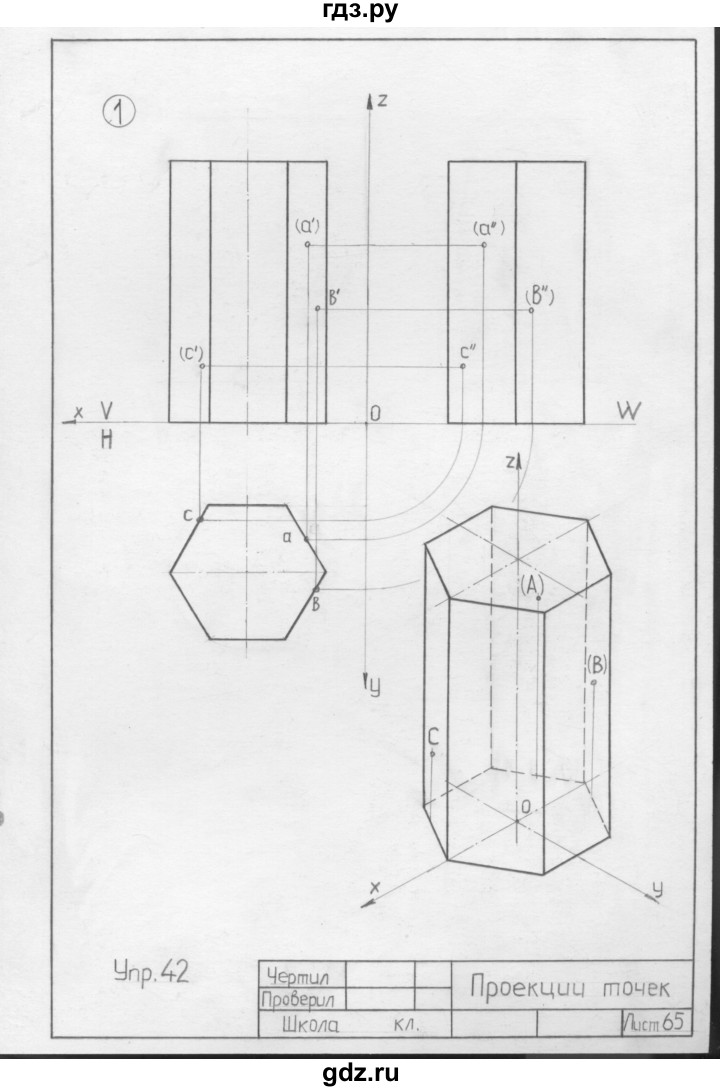 гдз.ру
1
z
(a') (a'')
B' (B'')
(c') c''
x V O W
H
z
c a
B
(A)
y
(B)
C
O
x y
Упр.42
Чертил
Проверил
Проекции точек
Школа кл.
Лист 65
gdz.ru